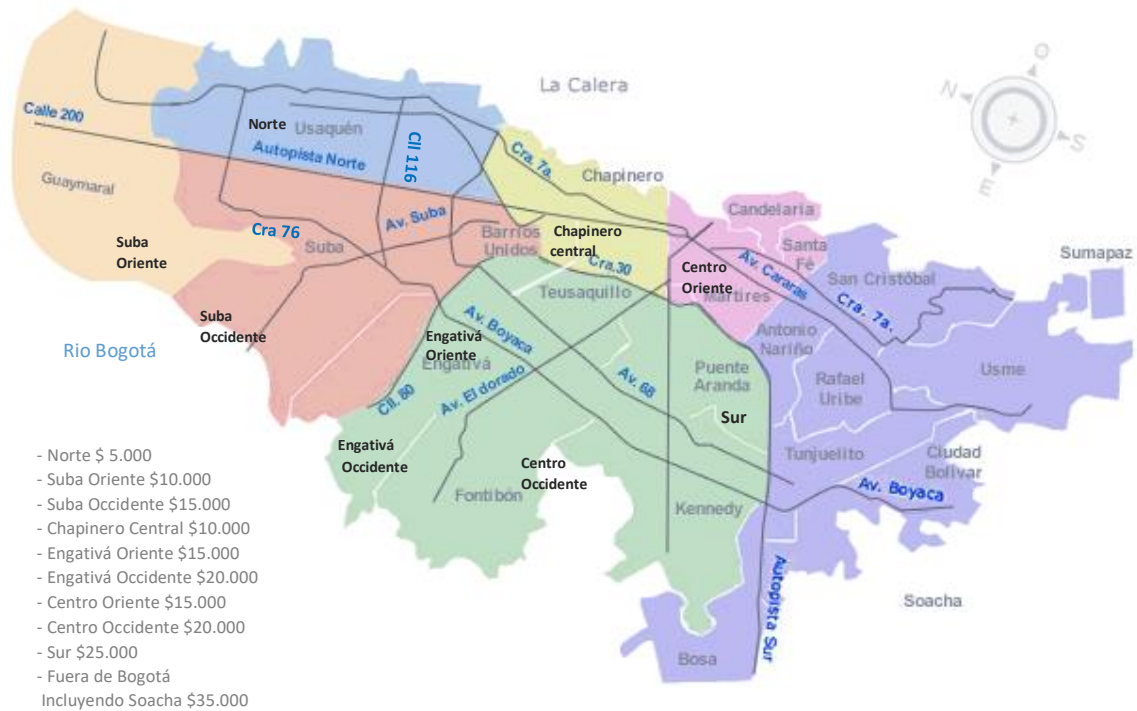 O
N
S
E
La Calera
Calle 200
Norte
Usaquén
Cll 116
Autopista Norte
Cra. 7a.
Chapinero
Guaymaral
Av. Suba
Candelaria
Cra 76
Suba
Barrios
Unidos
Chapinero
central
Santa
Fé
Suba
Oriente
Cra.30
Centro
Oriente
Av. Cararas
San Cristóbal
Sumapaz
Teusaquillo
Martires
Cra. 7a.
Suba
Occidente
Av. Boyaca
Antonio
Nariño
Rio Bogotá
Engativá
Oriente
Engativá
Puente
Aranda
Usme
Cll. 80
Av. El dorado
Av. 68
Rafael
Uribe
Sur
Engativá
Occidente
Centro
Occidente
Tunjuelito
Ciudad
Bolívar
Fontibón
Av. Boyaca
Kennedy
Autopista Sur
Soacha
Bosa
- Norte $ 5.000
- Suba Oriente $10.000
- Suba Occidente $15.000
- Chapinero Central $10.000
- Engativá Oriente $15.000
- Engativá Occidente $20.000
- Centro Oriente $15.000
- Centro Occidente $20.000
- Sur $25.000
- Fuera de Bogotá
Incluyendo Soacha $35.000